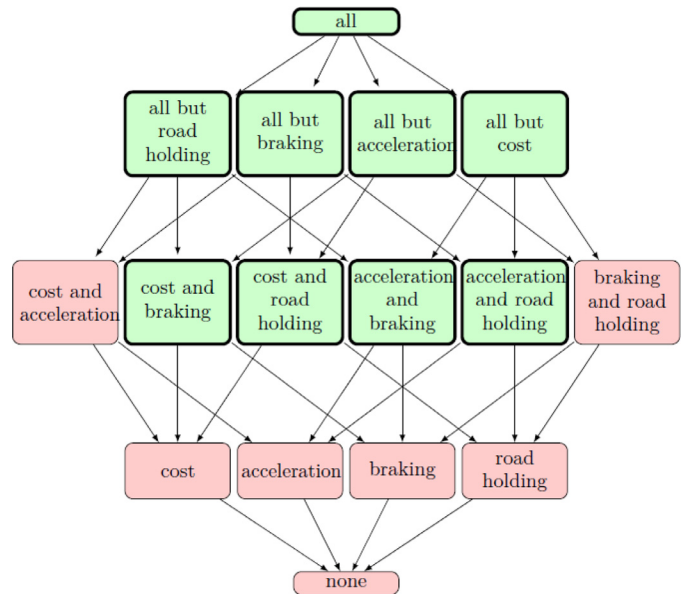 all
all but
road
holding
all but
braking
all but
acceleration
all but
cost
cost and
acceleration
cost and
braking
cost and
road
holding
acceleration
and
braking
acceleration
and road
holding
braking
and road
holding
cost
acceleration
braking
road
holding
none